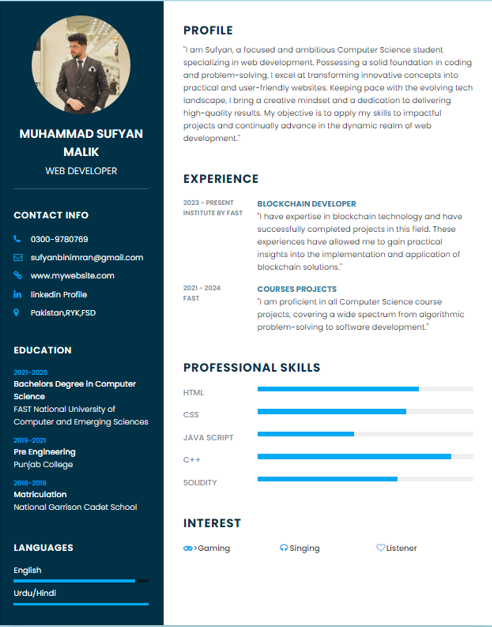 MUHAMMAD SUFYAN
MALIK
WEB DEVELOPER
CONTACT INFO
0300-9780769
sufyanbinimran@gmail.com
www.mywebsite.com
linkedin Profile
Pakistan,RYK,FSD
EDUCATION
2021-2025
Bachelors Degree in Computer
Science
FAST National University of
Computer and Emerging Sciences
2019-2021
Pre Engineering
Punjab College
2018-2019
Matriculation
National Garrison Cadet School
LANGUAGES
English
Urdu/Hindi
PROFILE
"I am Sufyan, a focused and ambitious Computer Science student
specializing in web development. Possessing a solid foundation in coding
and problem-solving, I excel at transforming innovative concepts into
practical and user-friendly websites. Keeping pace with the evolving tech
landscape, I bring a creative mindset and a dedication to delivering
high-quality results. My objective is to apply my skills to impactful
projects and continually advance in the dynamic realm of web
development."
EXPERIENCE
2023 - PRESENT
INSTITUTE BY FAST
BLOCKCHAIN DEVELOPER
"I have expertise in blockchain technology and have
successfully completed projects in this field. These
experiences have allowed me to gain practical
insights into the implementation and application of
blockchain solutions."
2021 - 2024
FAST
COURSES PROJECTS
"I am proficient in all Computer Science course
projects, covering a wide spectrum from algorithmic
problem-solving to software development."
PROFESSIONAL SKILLS
HTML
CSS
JAVA SCRIPT
C++
SOLIDITY
INTEREST
>Gaming
Singing
Listener